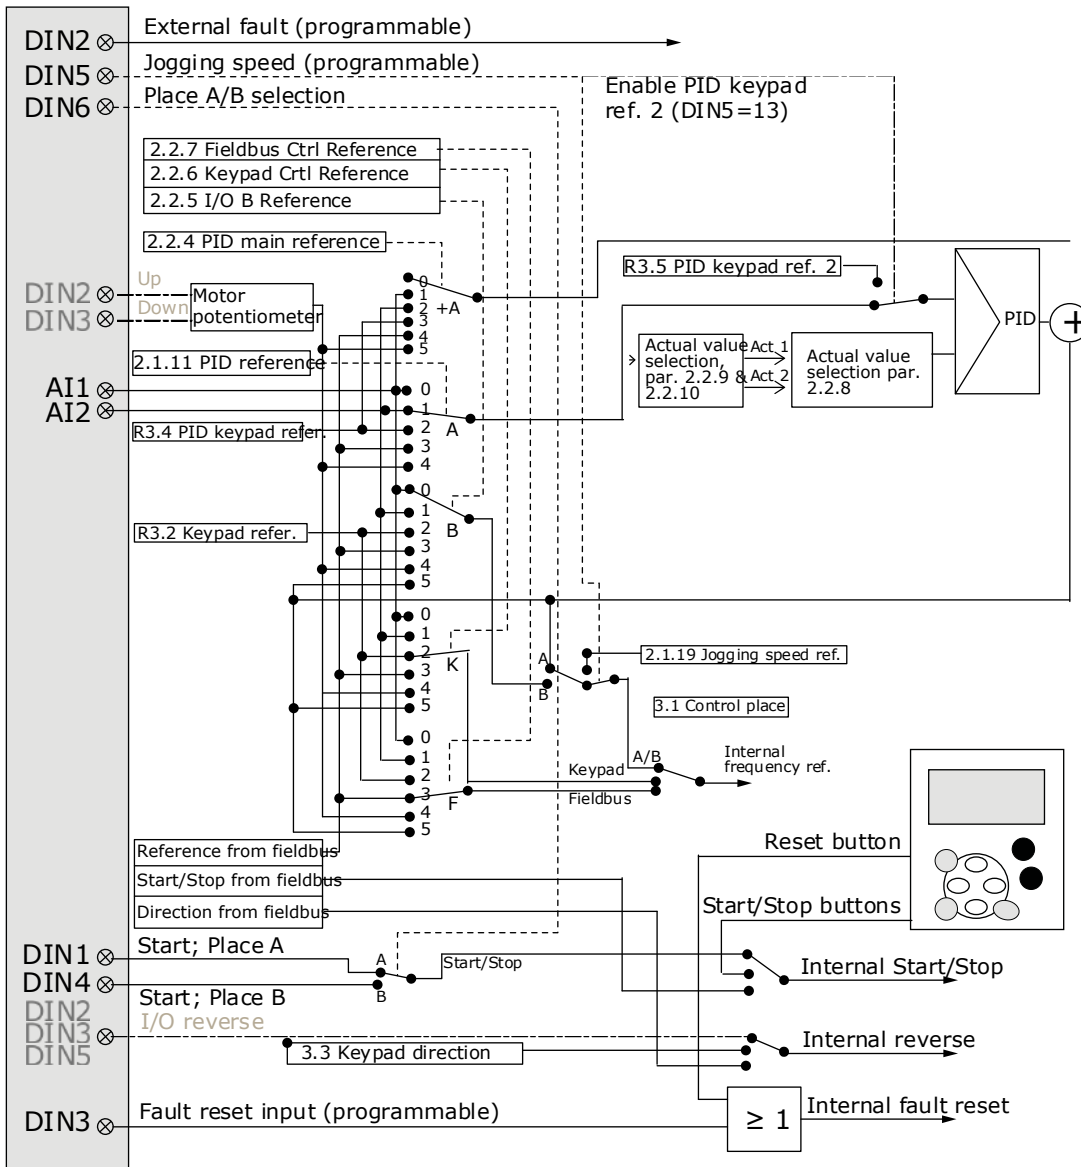 DIN2
External fault (programmable)
DIN5
Jogging speed (programmable)
DIN6
Place A/B selection
Enable PID keypad
ref. 2 (DIN5=13)
2.2.7 Fieldbus Ctrl Reference
2.2.6 Keypad Crtl Reference
2.2.5 I/O B Reference
2.2.4 PID main reference
R3.5 PID keypad ref. 2
DIN2
Up
DIN3
Down
Motor
potentiometer
0
1
2
3
4
5
+A
PID
+
Actual value
selection,
par. 2.2.9 &
2.2.10
Act 1
Act 2
Actual value
selection par.
2.2.8
2.1.11 PID reference
AI1
AI2
R3.4 PID keypad refer.
0
1
2
3
4
A
R3.2 Keypad refer.
0
1
2
3
4
5
B
0
1
2
3
4
5
K
A
B
2.1.19 Jogging speed ref.
3.1 Control place
0
1
2
3
4
5
F
A/B
Keypad
Fieldbus
Internal
frequency ref.
Reference from fieldbus
Start/Stop from fieldbus
Direction from fieldbus
Reset button
Start/Stop buttons
DIN1
Start; Place A
DIN4
Start; Place B
A
B
Start/Stop
Internal Start/Stop
DIN2
DIN3
DIN5
I/O reverse
3.3 Keypad direction
Internal reverse
DIN3
Fault reset input (programmable)
≥ 1
Internal fault reset